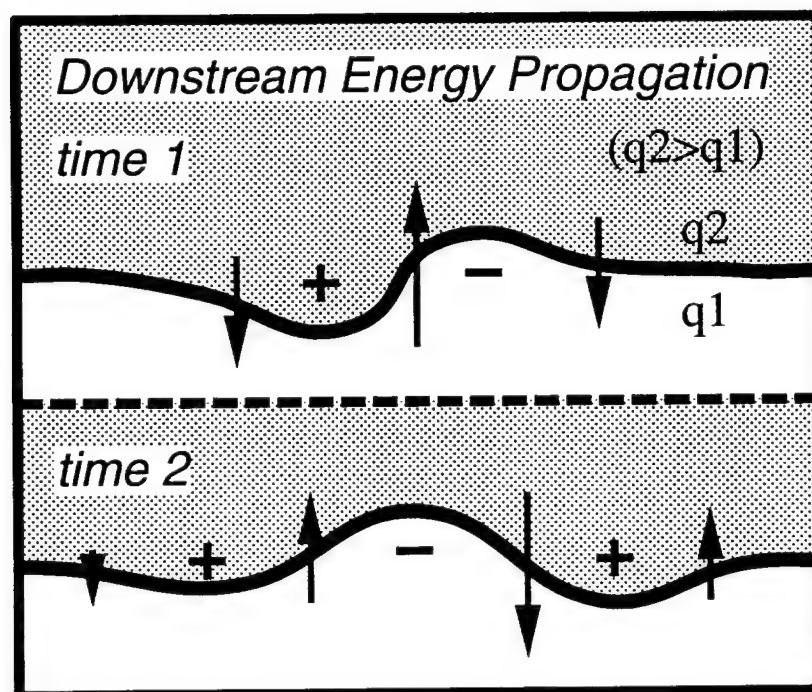 Downstream Energy Propagation
time 1
(q2>q1)
q2
+
−
q1
time 2
+
−
+